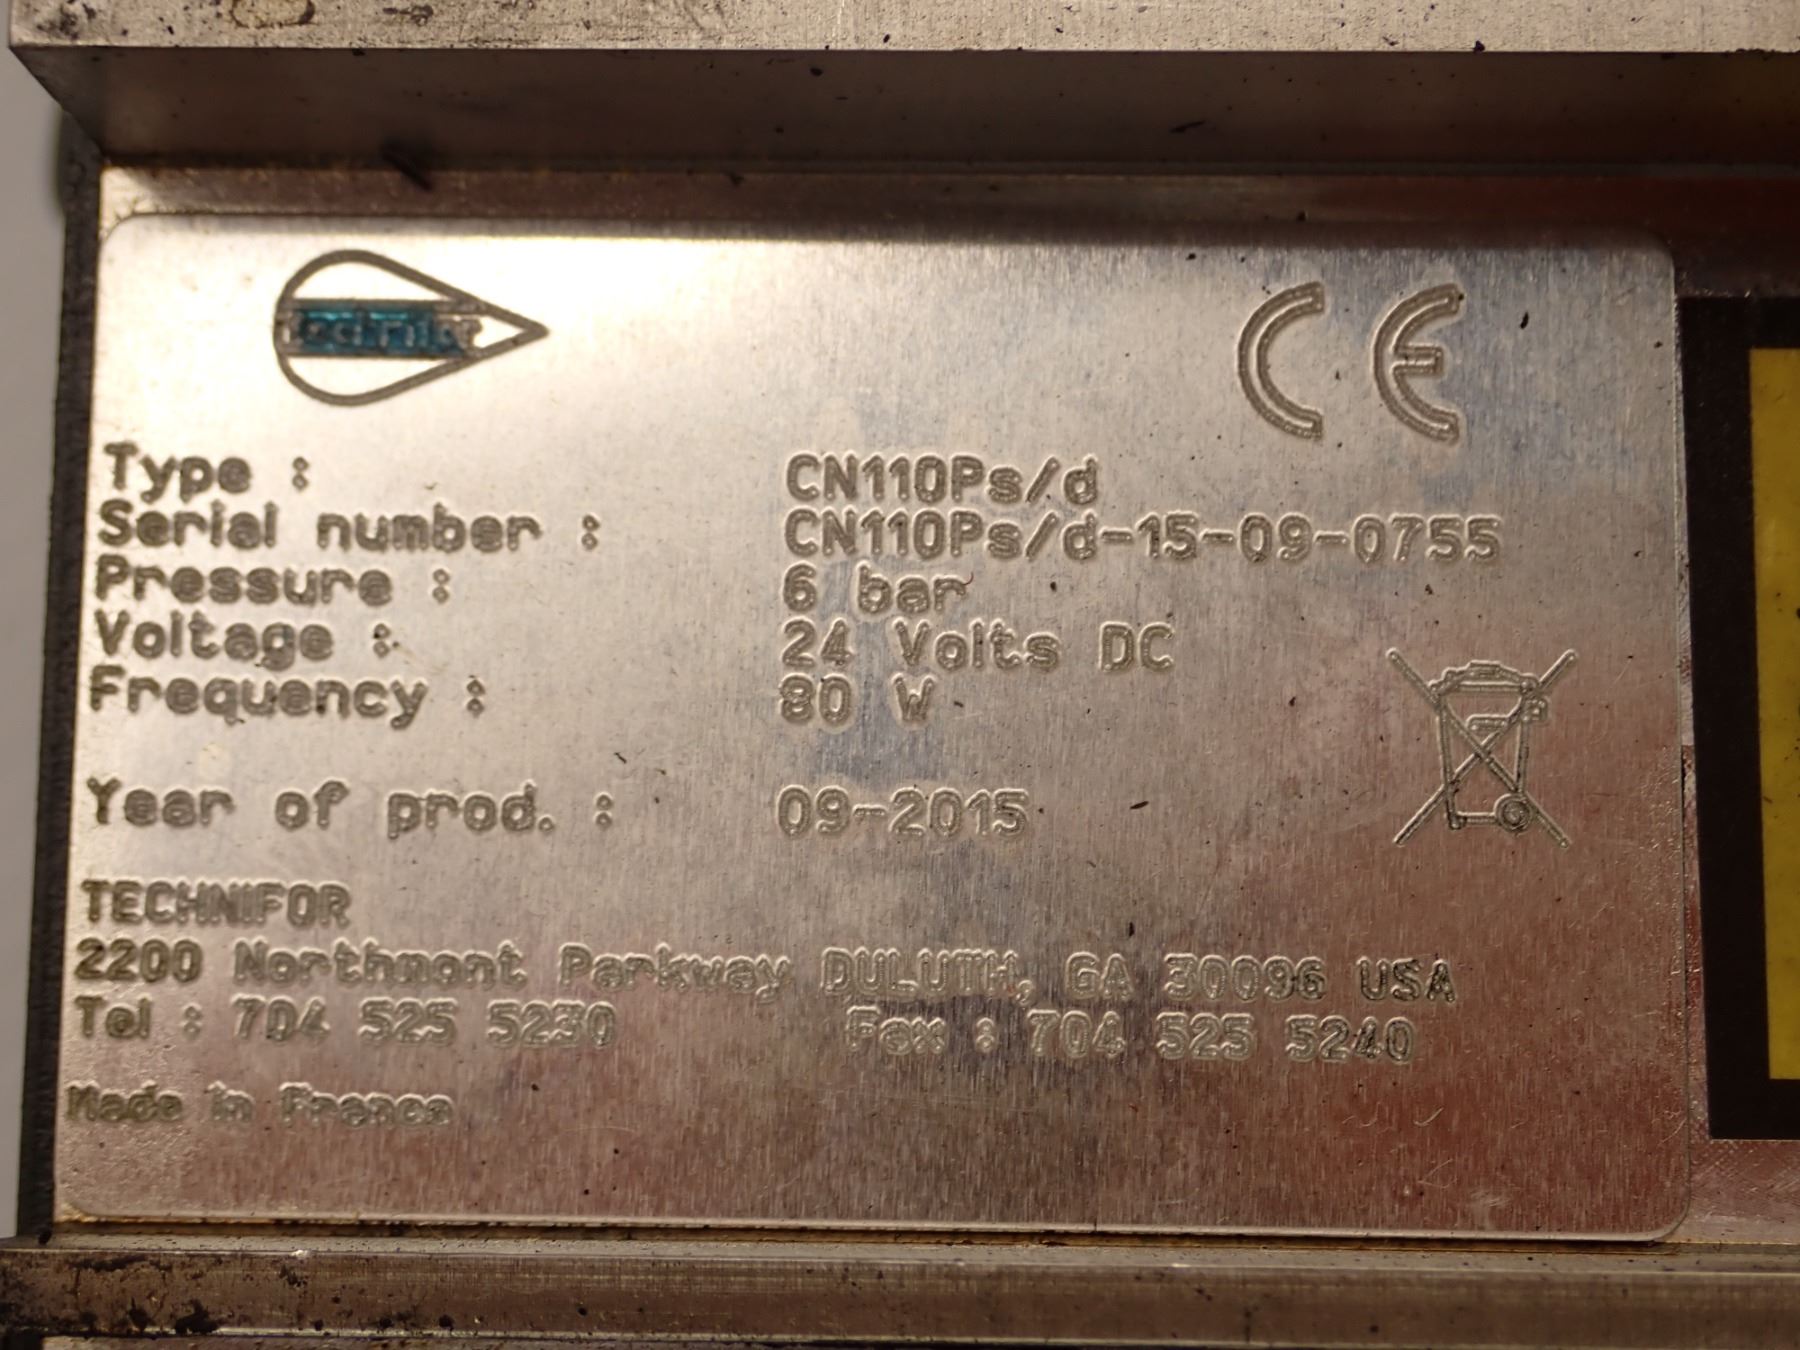 Technifor
CE
Type : CN110Ps/d
Serial number : CN110Ps/d-15-09-0755
Pressure : 6 bar
Voltage : 24 Volts DC
Frequency : 80 W
Year of prod. : 09-2015
TECHNIFOR
2200 Northmont Parkway DULUTH, GA 30096 USA
Tel : 704 525 5230 Fax : 704 525 5240
Made in France